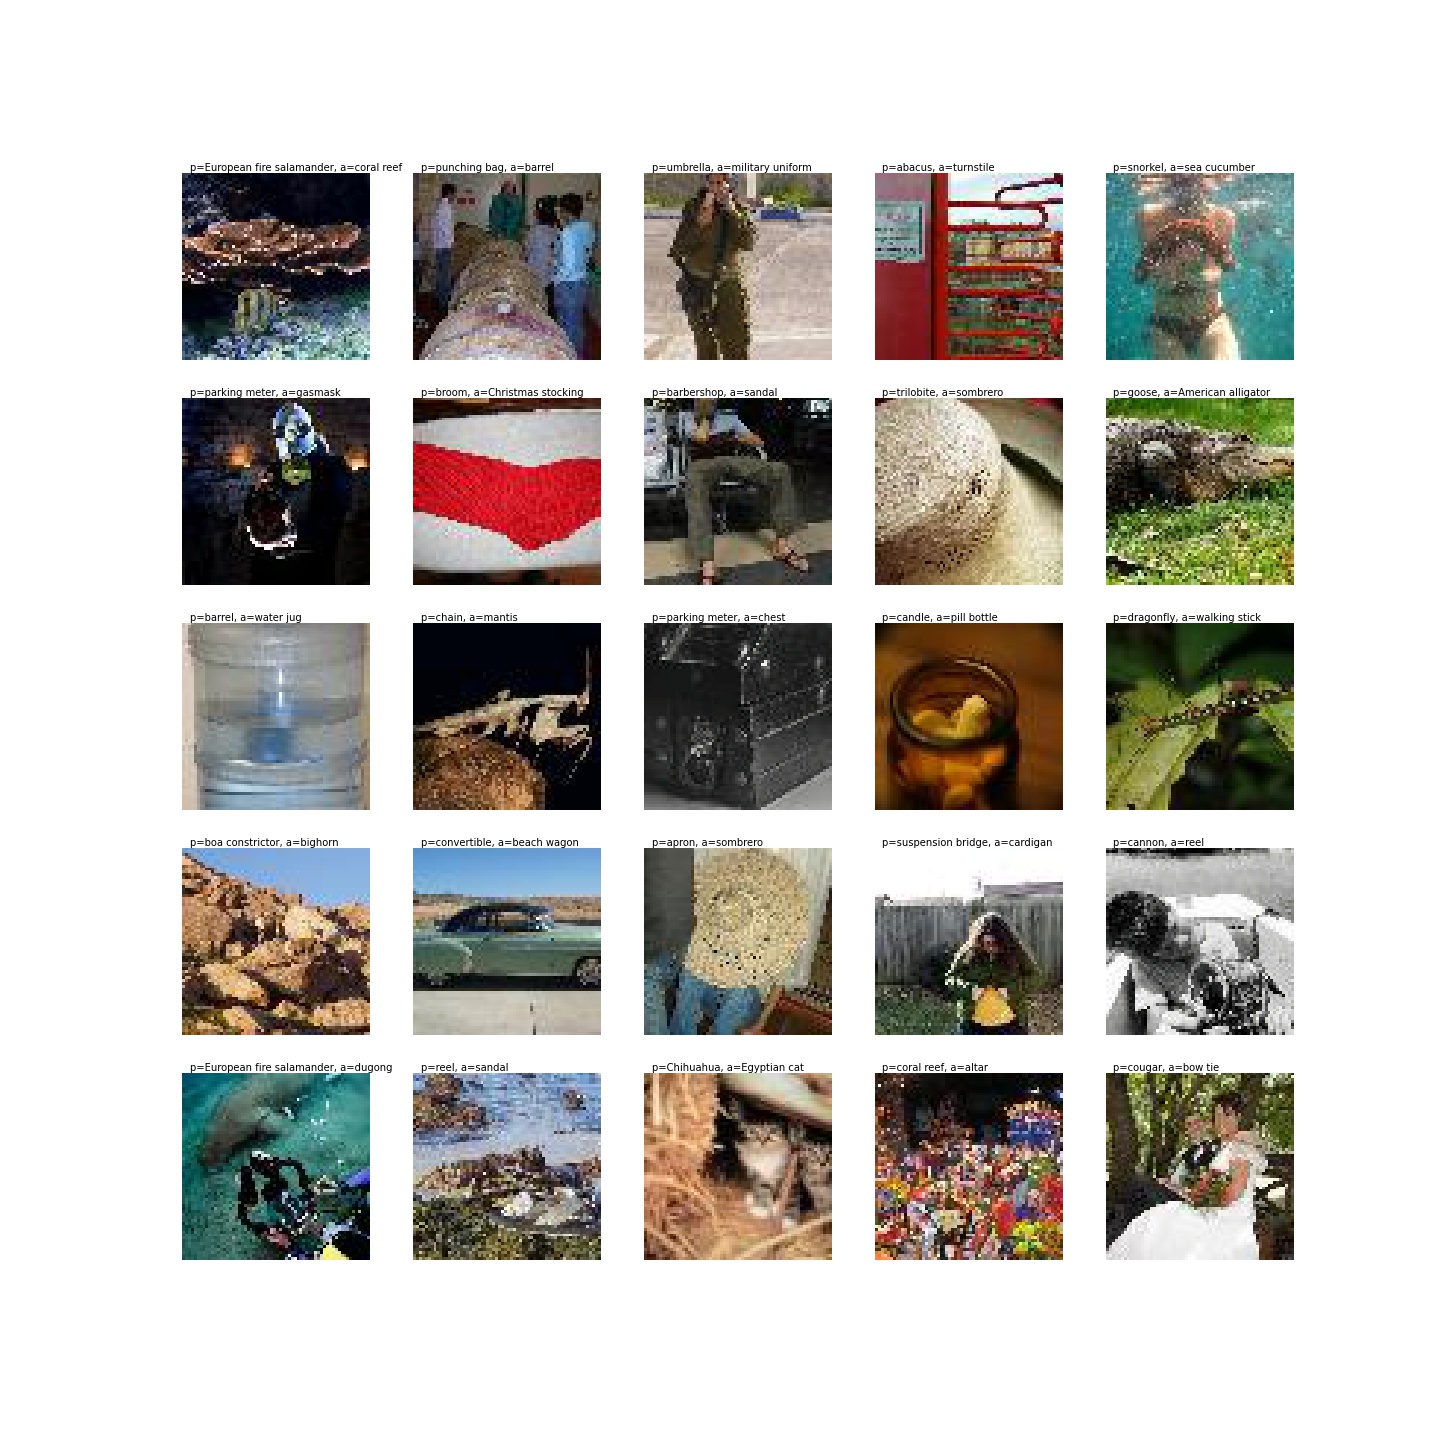 p=European fire salamander, a=coral reef
p=punching bag, a=barrel
p=umbrella, a=military uniform
p=abacus, a=turnstile
p=snorkel, a=sea cucumber
p=parking meter, a=gasmask
p=broom, a=Christmas stocking
p=barbershop, a=sandal
p=trilobite, a=sombrero
p=goose, a=American alligator
p=barrel, a=water jug
p=chain, a=mantis
p=parking meter, a=chest
p=candle, a=pill bottle
p=dragonfly, a=walking stick
p=boa constrictor, a=bighorn
p=convertible, a=beach wagon
p=apron, a=sombrero
p=suspension bridge, a=cardigan
p=cannon, a=reel
p=European fire salamander, a=dugong
p=reel, a=sandal
p=Chihuahua, a=Egyptian cat
p=coral reef, a=altar
p=cougar, a=bow tie